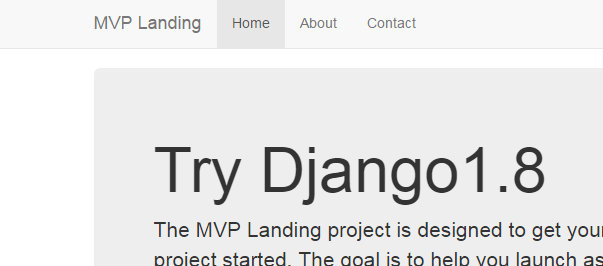 MVP Landing Home About Contact
Try Django1.8
The MVP Landing project is designed to get your
project started. The goal is to help you launch as